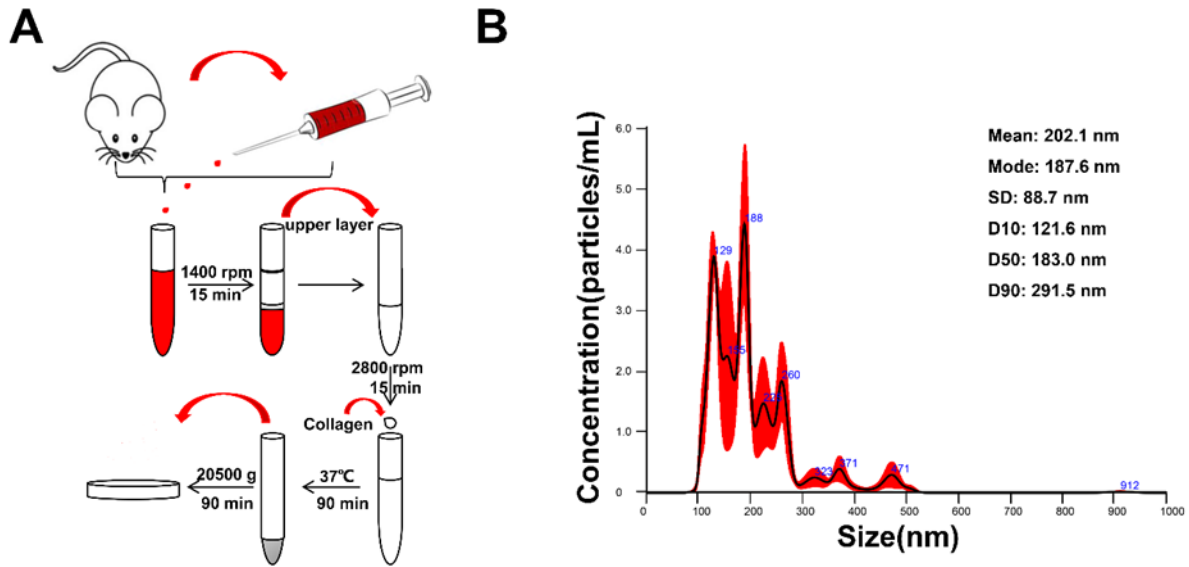 A
upper layer
1400 rpm
15 min
2800 rpm
15 min
Collagen
37℃
90 min
20500 g
90 min
B
Concentration(particles/mL)
6.0
5.0
4.0
3.0
2.0
1.0
0
129
188
260
323
371
471
912
Mean: 202.1 nm
Mode: 187.6 nm
SD: 88.7 nm
D10: 121.6 nm
D50: 183.0 nm
D90: 291.5 nm
0 100 200 300 400 500 600 700 800 900 1000
Size(nm)